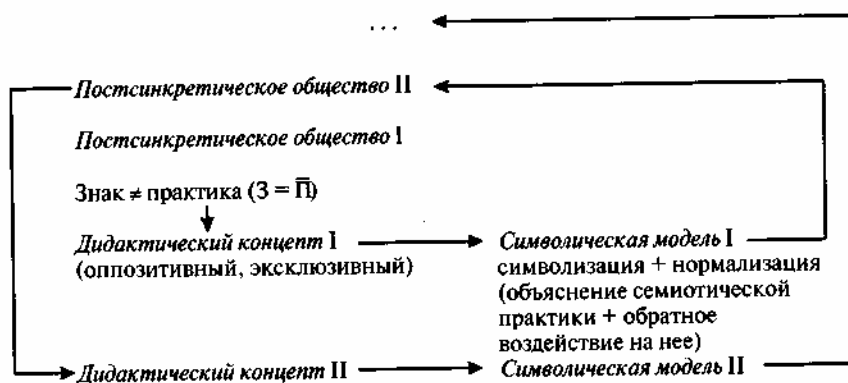 ...
Постсинкретическое общество II
Постсинкретическое общество I
Знак ≠ практика (З = П̅)
Дидактический концепт I
(оппозитивный, эксклюзивный)
Символическая модель I
символизация + нормализация
(объяснение семиотической
практики + обратное
воздействие на нее)
Дидактический концепт II
Символическая модель II